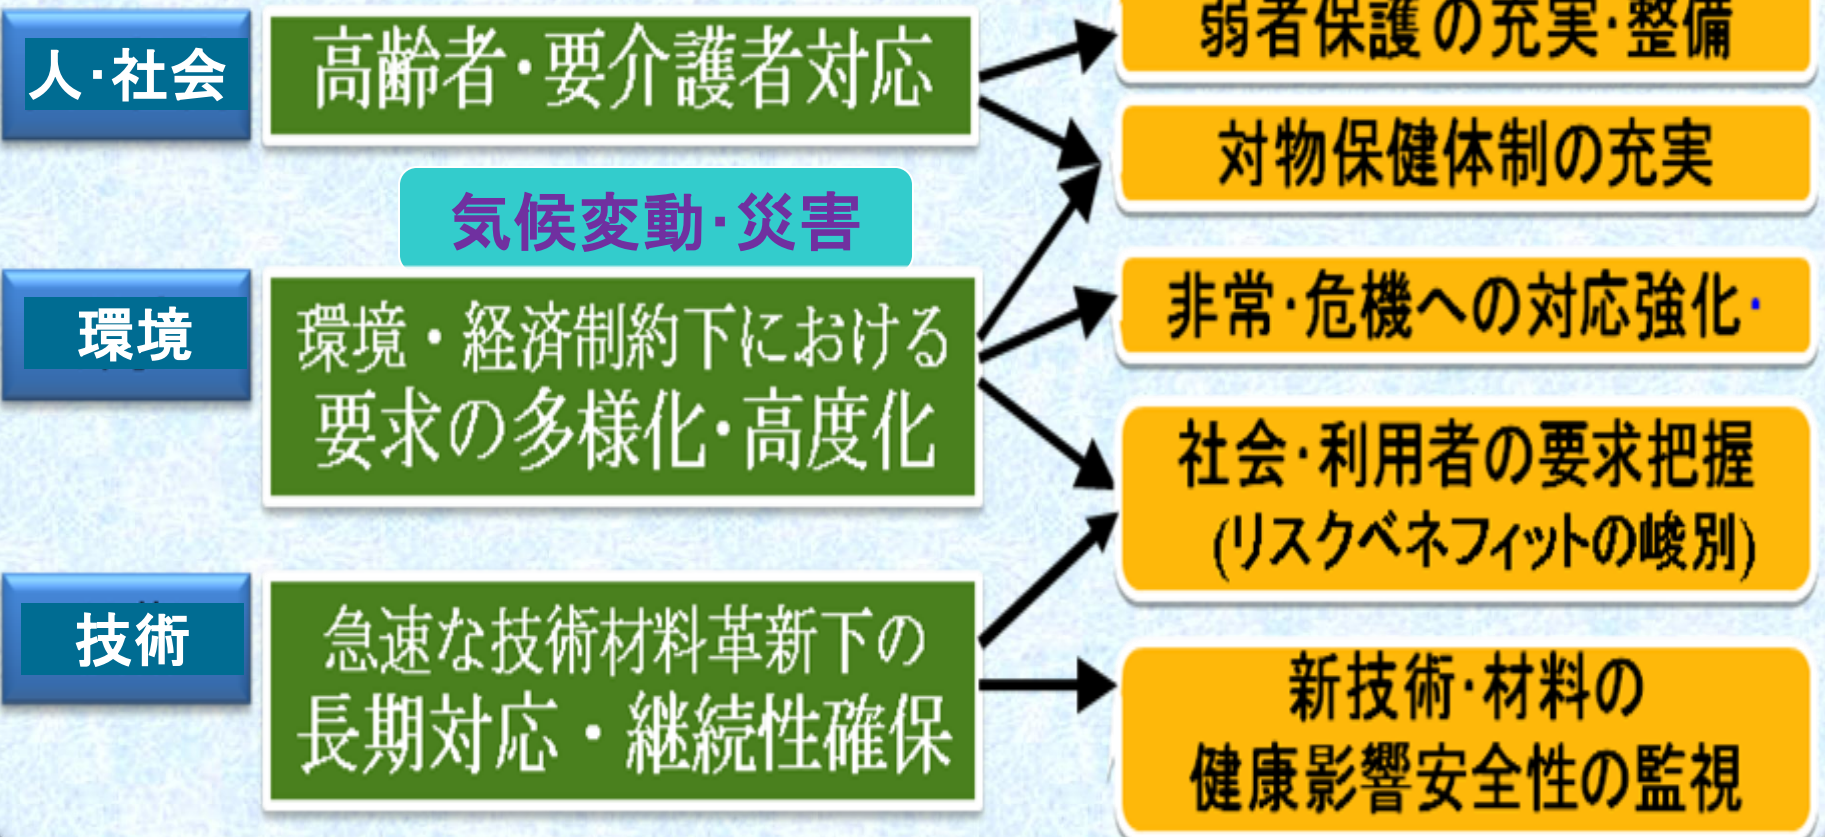 人・社会
高齢者・要介護者対応
弱者保護の充実・整備
対物保健体制の充実
気候変動・災害
環境
環境・経済制約下における
要求の多様化・高度化
非常・危機への対応強化・
社会・利用者の要求把握
(リスクベネフィットの峻別)
技術
急速な技術材料革新下の
長期対応・継続性確保
新技術・材料の
健康影響安全性の監視